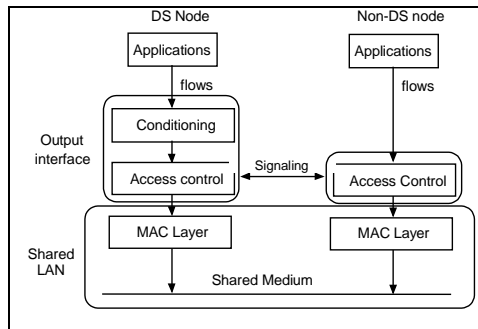 DS Node
Non-DS node
Applications
Applications
flows
flows
Output
interface
Conditioning
Signaling
Access control
Access Control
Shared
LAN
MAC Layer
MAC Layer
Shared Medium